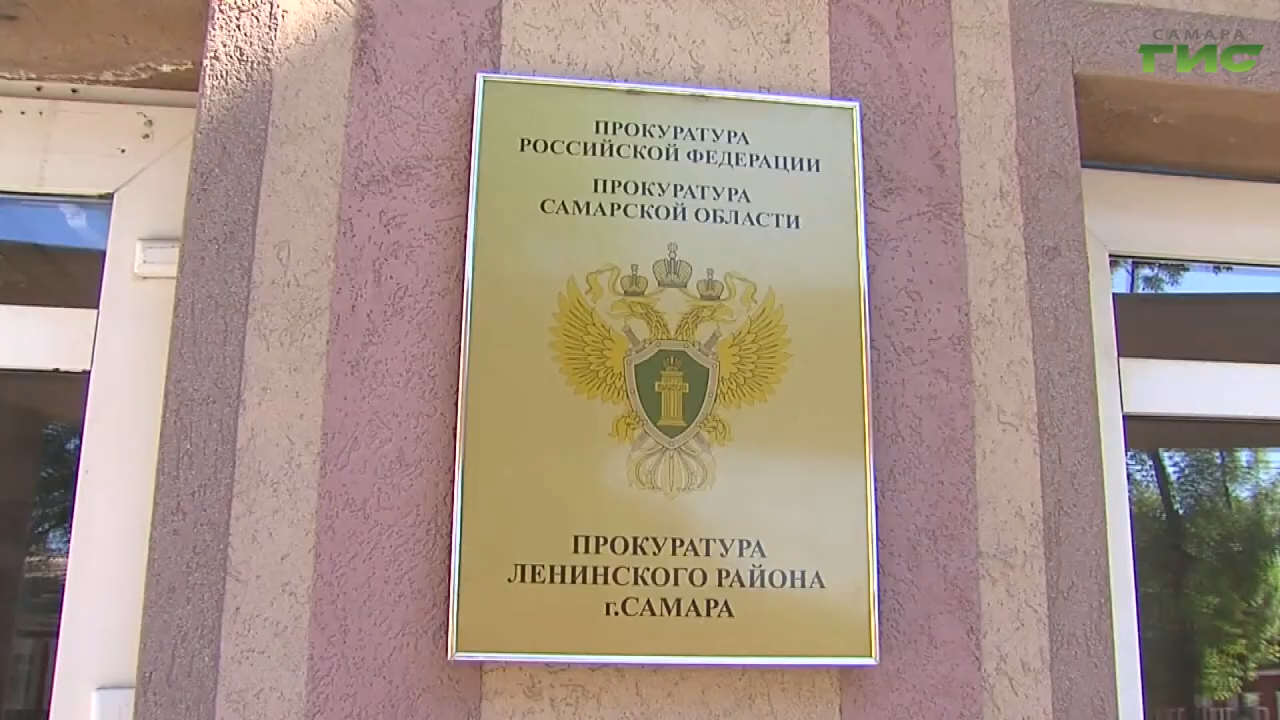 САМАРА
ГИС
ПРОКУРАТУРА
РОССИЙСКОЙ ФЕДЕРАЦИИ
ПРОКУРАТУРА
САМАРСКОЙ ОБЛАСТИ
ПРОКУРАТУРА
ЛЕНИНСКОГО РАЙОНА
г.САМАРА